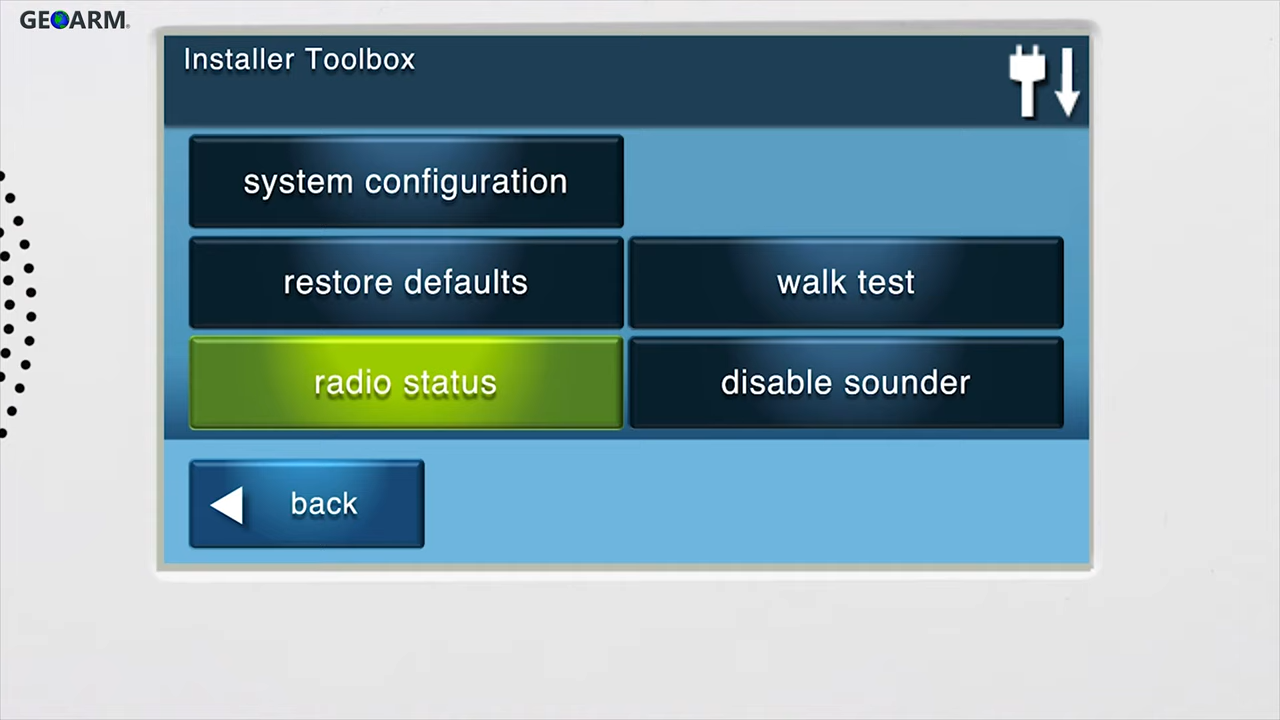 GEOARM
Installer Toolbox
system configuration
restore defaults
walk test
radio status
disable sounder
back